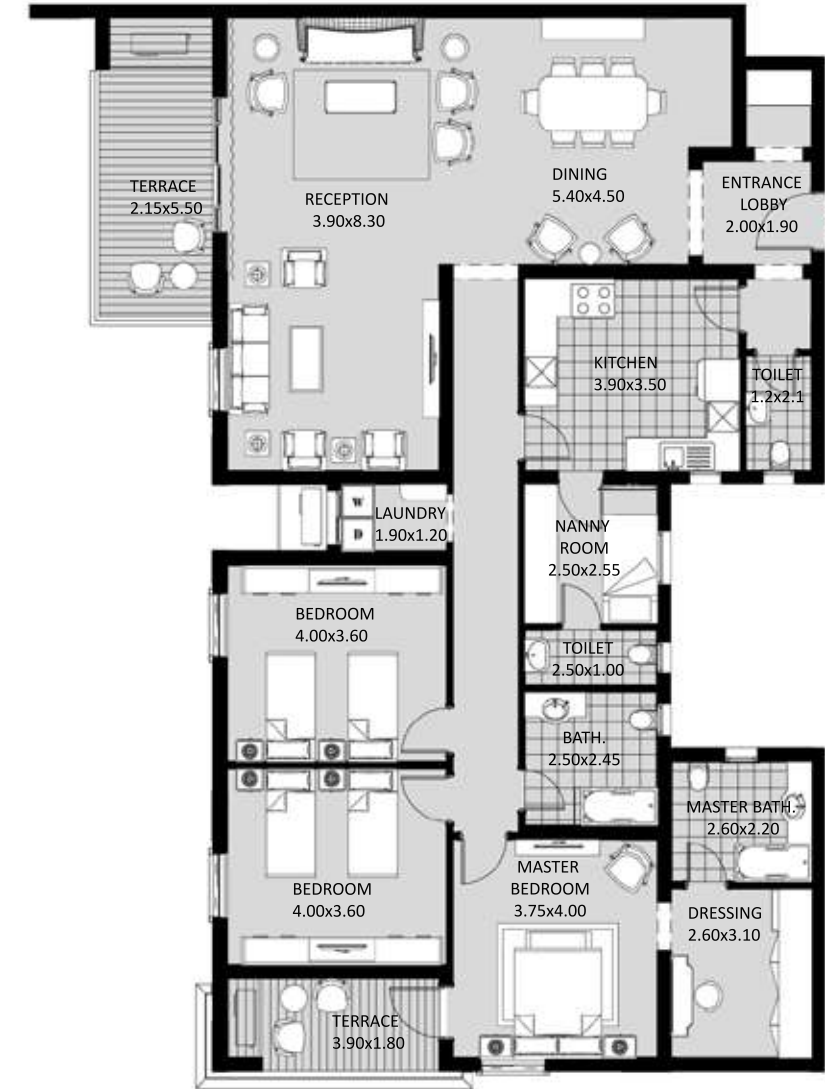 TERRACE
2.15x5.50
RECEPTION
3.90x8.30
DINING
5.40x4.50
ENTRANCE
LOBBY
2.00x1.90
KITCHEN
3.90x3.50
TOILET
1.2x2.1
W
D
LAUNDRY
1.90x1.20
NANNY
ROOM
2.50x2.55
BEDROOM
4.00x3.60
TOILET
2.50x1.00
BATH.
2.50x2.45
MASTER BATH.
2.60x2.20
BEDROOM
4.00x3.60
MASTER
BEDROOM
3.75x4.00
DRESSING
2.60x3.10
TERRACE
3.90x1.80